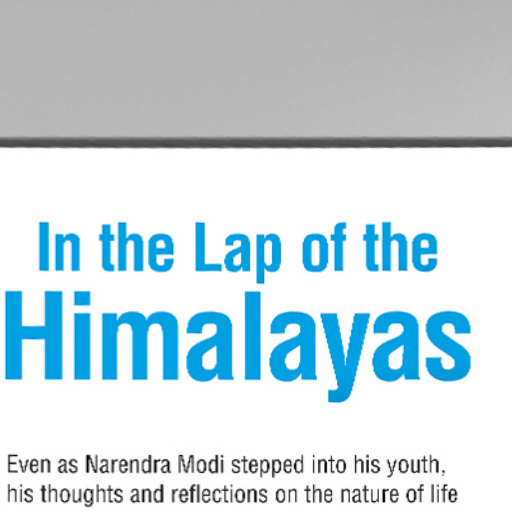 In the Lap of the
Himalayas
Even as Narendra Modi stepped into his youth,
his thoughts and reflections on the nature of life